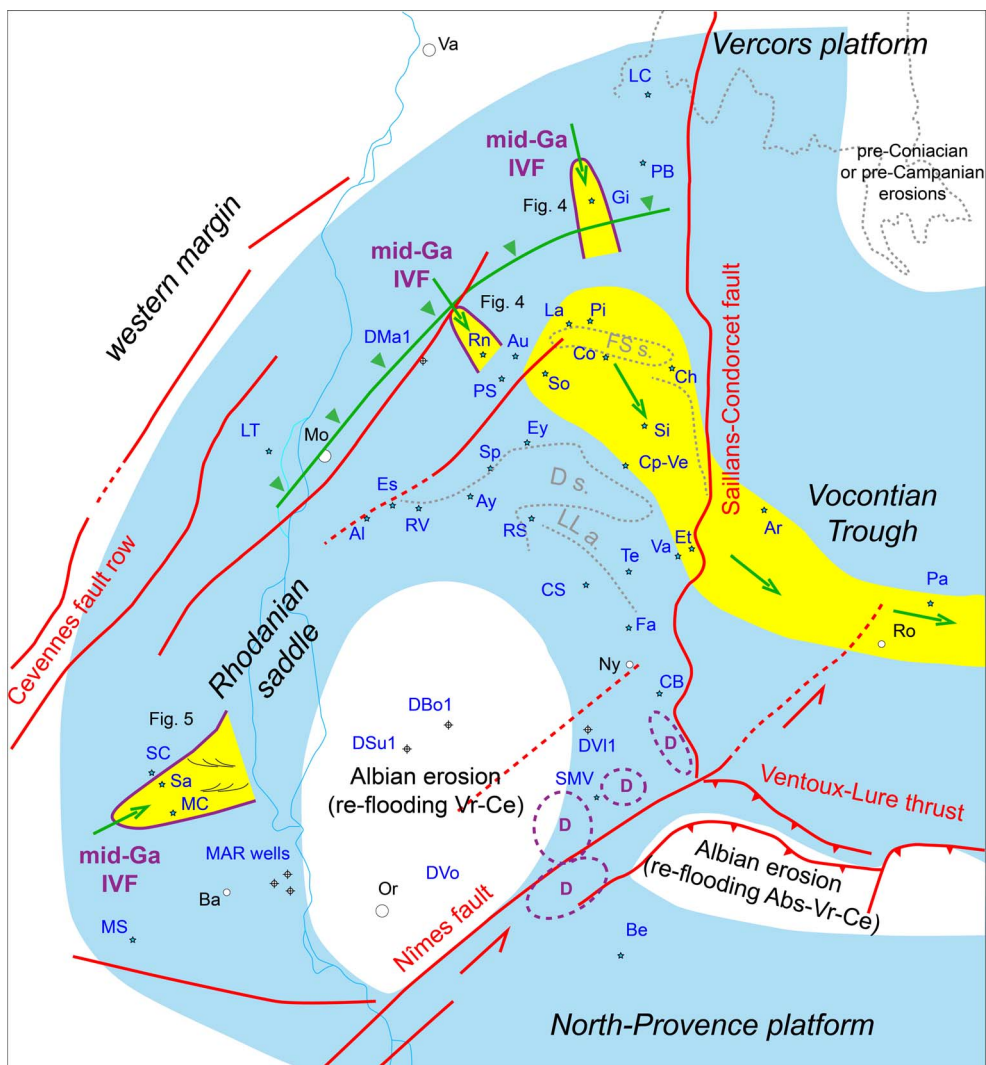 Va
Vercors platform
LC
mid-Ga
IVF
PB
pre-Coniacian
or pre-Campanian
erosions
Fig. 4
Gi
western margin
mid-Ga
IVF
Fig. 4
DMa1
Rn
Au
La
Pi
FS s.
Co
PS
So
Ch
Saillans-Condorcet fault
LT
Mo
Ey
Si
Sp
Cp-Ve
D s.
Es
Ay
Vocontian
Trough
Al
RV
RS
LL a
Ar
Va
Et
Te
CS
Pa
Cevennes fault row
Rhodanian
saddle
Fa
Ro
Ny
CB
DBo1
Fig. 5
DSu1
DVl1
D
SC
Albian erosion
(re-flooding Vr-Ce)
SMV
D
Ventoux-Lure thrust
Sa
MC
D
mid-Ga
IVF
MAR wells
Albian erosion
(re-flooding Abs-Vr-Ce)
DVo
D
Ba
Or
Nîmes fault
MS
Be
North-Provence platform